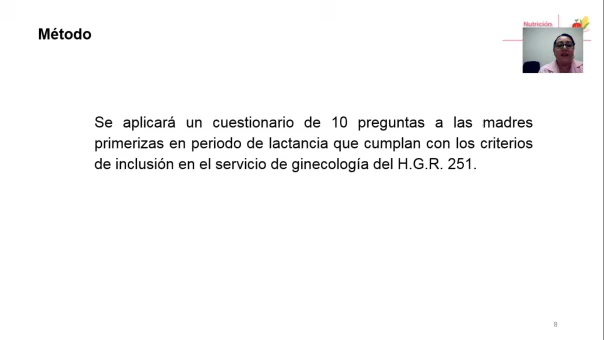 Nutrición
Método
Se aplicará un cuestionario de 10 preguntas a las madres
primerizas en periodo de lactancia que cumplan con los criterios
de inclusión en el servicio de ginecología del H.G.R. 251.
8